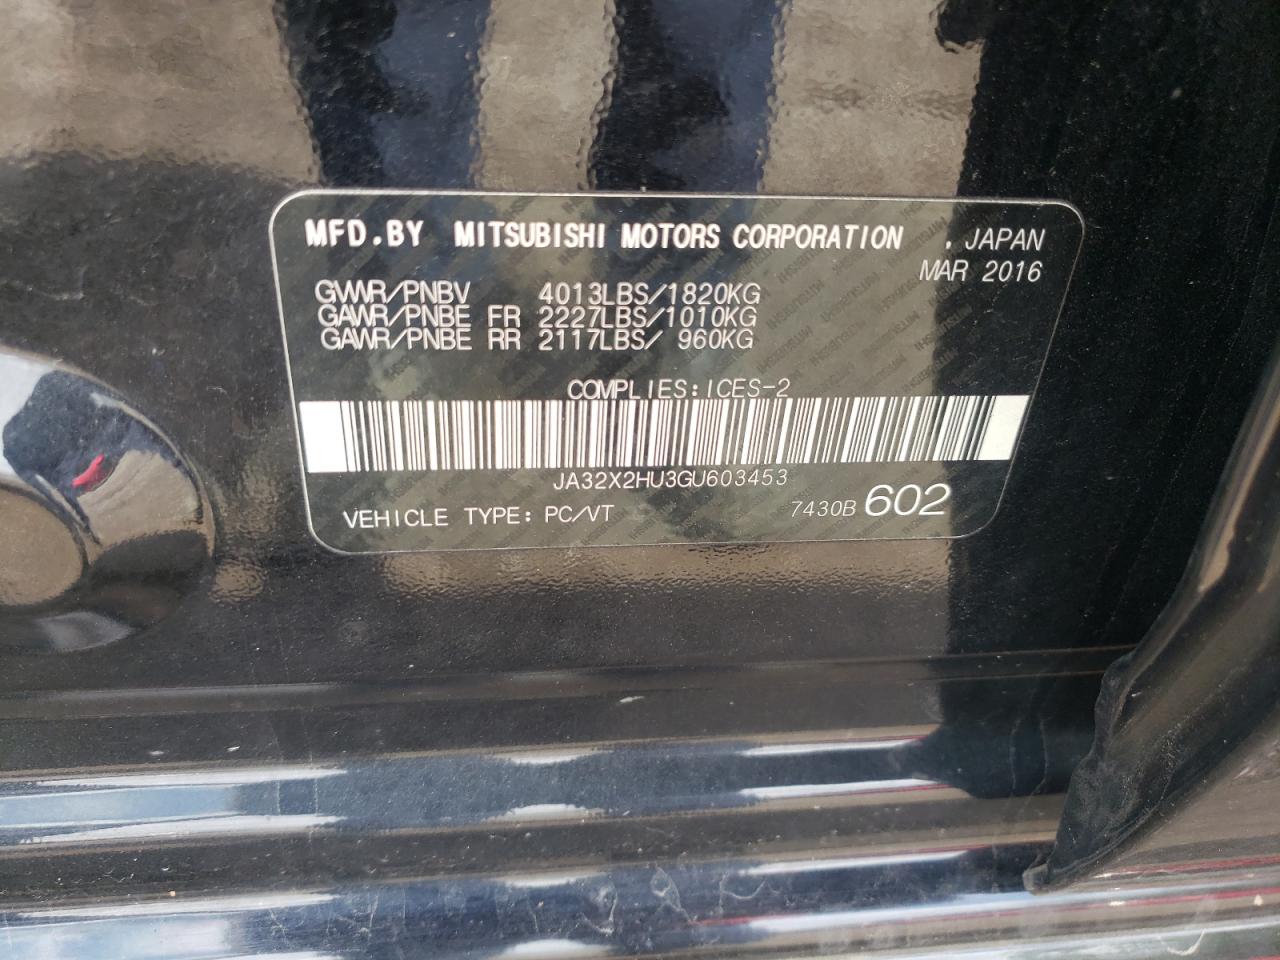 MFD.BY MITSUBISHI MOTORS CORPORATION . JAPAN
MAR 2016
GVWR/PNBV 4013LBS/1820KG
GAWR/PNBE FR 2227LBS/1010KG
GAWR/PNBE RR 2117LBS/ 960KG
COMPLIES:ICES-2
JA32X2HU3GU603453
VEHICLE TYPE: PC/VT 7430B 602